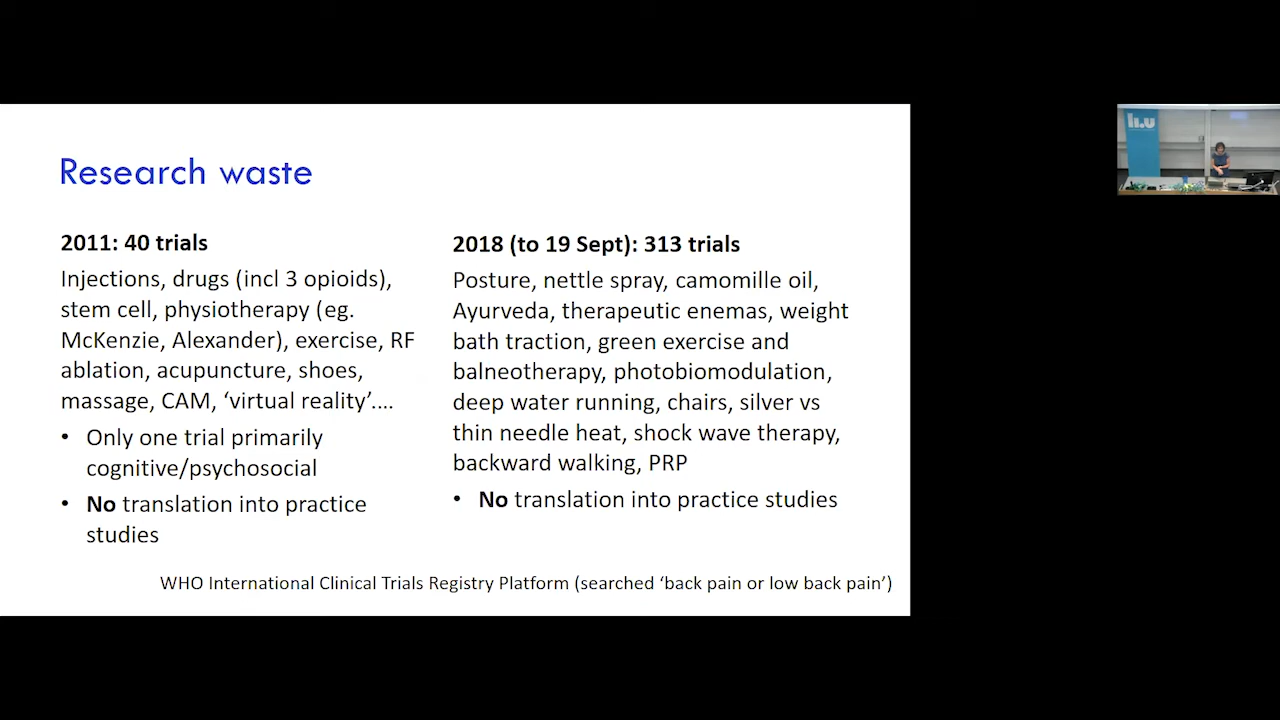 Research waste
2011: 40 trials
Injections, drugs (incl 3 opioids),
stem cell, physiotherapy (eg.
McKenzie, Alexander), exercise, RF
ablation, acupuncture, shoes,
massage, CAM, ‘virtual reality’....
• Only one trial primarily
cognitive/psychosocial
• No translation into practice
studies
2018 (to 19 Sept): 313 trials
Posture, nettle spray, camomille oil,
Ayurveda, therapeutic enemas, weight
bath traction, green exercise and
balneotherapy, photobiomodulation,
deep water running, chairs, silver vs
thin needle heat, shock wave therapy,
backward walking, PRP
• No translation into practice studies
WHO International Clinical Trials Registry Platform (searched ‘back pain or low back pain’)